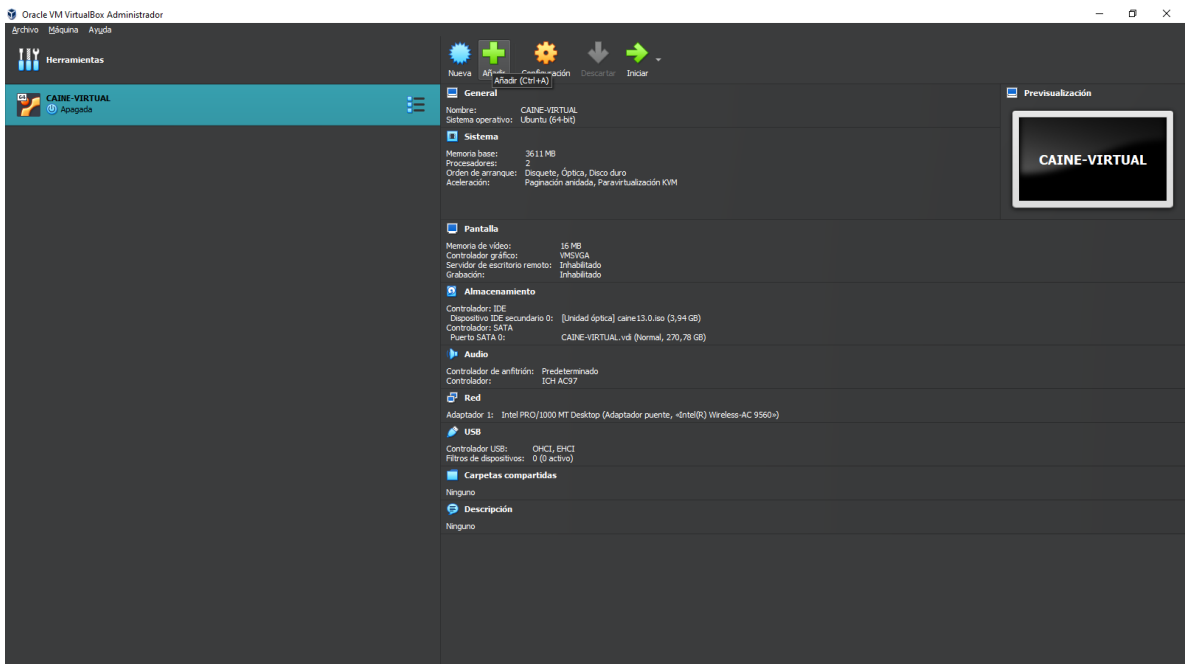 Oracle VM VirtualBox Administrador
Archivo Máquina Ayuda
Herramientas
Nueva Añadir Configuración Descartar Iniciar
Añadir (Ctrl+A)
64
CAINE-VIRTUAL
Apagada
General
Nombre: CAINE-VIRTUAL
Sistema operativo: Ubuntu (64-bit)
Previsualización
CAINE-VIRTUAL
Sistema
Memoria base: 3611 MB
Procesadores: 2
Orden de arranque: Disquete, Óptica, Disco duro
Aceleración: Paginación anidada, Paravirtualización KVM
Pantalla
Memoria de vídeo: 16 MB
Controlador gráfico: VMSVGA
Servidor de escritorio remoto: Inhabilitado
Grabación: Inhabilitado
Almacenamiento
Controlador: IDE
Dispositivo IDE secundario 0: [Unidad óptica] caine13.0.iso (3,94 GB)
Controlador: SATA
Puerto SATA 0: CAINE-VIRTUAL.vdi (Normal, 270,78 GB)
Audio
Controlador de anfitrión: Predeterminado
Controlador: ICH AC97
Red
Adaptador 1: Intel PRO/1000 MT Desktop (Adaptador puente, «Intel(R) Wireless-AC 9560»)
USB
Controlador USB: OHCI, EHCI
Filtros de dispositivos: 0 (0 activo)
Carpetas compartidas
Ninguno
Descripción
Ninguno